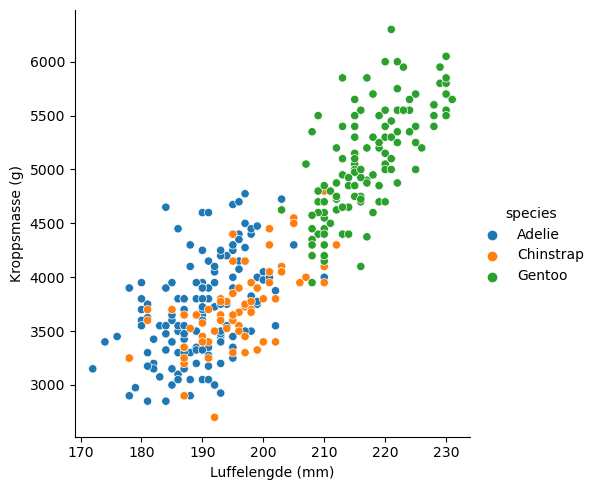 6000
5500
5000
4500
4000
3500
3000
Kroppsmasse (g)
170 180 190 200 210 220 230
Luffelengde (mm)
species
Adelie
Chinstrap
Gentoo